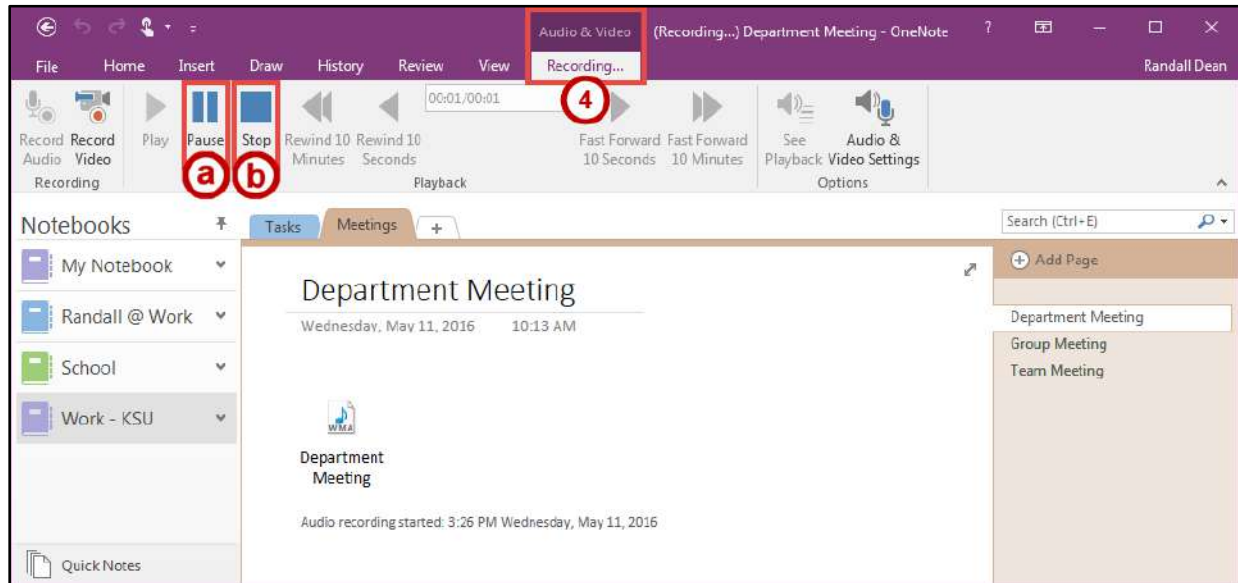 Audio & Video
(Recording...) Department Meeting - OneNote
?
File Home Insert Draw History Review View Recording... Randall Dean
4
00:01/00:01
Record Audio
Record Video
Play
Pause
Stop
Rewind 10 Minutes
Rewind 10 Seconds
Fast Forward 10 Seconds
Fast Forward 10 Minutes
See Playback
Audio & Video Settings
a
b
Recording
Playback
Options
Notebooks
Tasks
Meetings
+
Search (Ctrl+E)
My Notebook
Randall @ Work
School
Work - KSU
Quick Notes
Department Meeting
Wednesday, May 11, 2016 10:13 AM
WMA
Department
Meeting
Audio recording started: 3:26 PM Wednesday, May 11, 2016
+ Add Page
Department Meeting
Group Meeting
Team Meeting